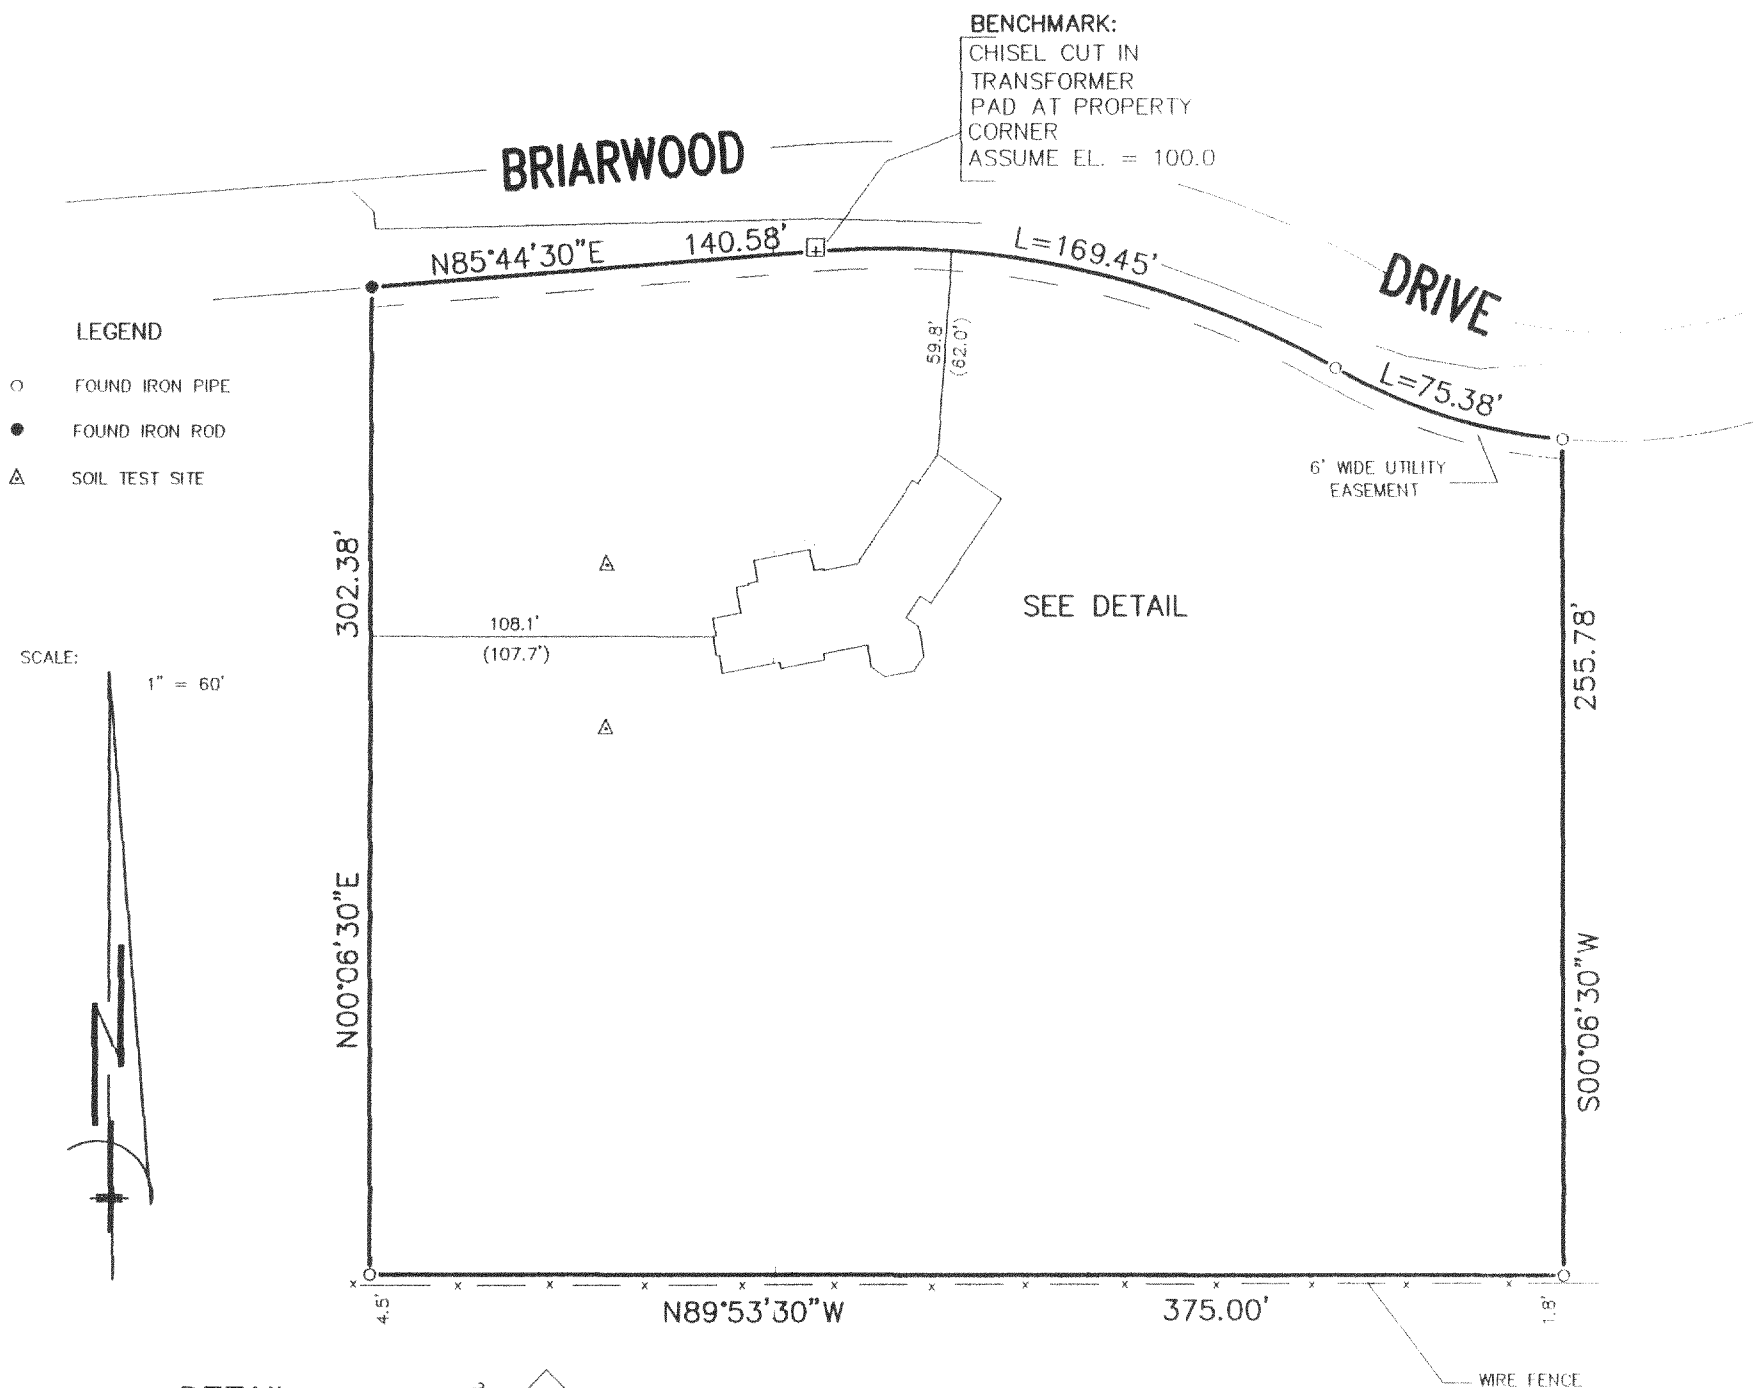 BENCHMARK:
CHISEL CUT IN
TRANSFORMER
PAD AT PROPERTY
CORNER
ASSUME EL. = 100.0
BRIARWOOD
DRIVE
N85°44'30"E 140.58'
L=169.45'
L=75.38'
LEGEND
FOUND IRON PIPE
FOUND IRON ROD
SOIL TEST SITE
59.8'
(62.0')
6' WIDE UTILITY
EASEMENT
302.38'
N00°06'30"E
108.1'
(107.7')
SEE DETAIL
255.78'
S00°06'30"W
SCALE:
1" = 60'
N
4.5'
N89°53'30"W 375.00'
1.8'
WIRE FENCE